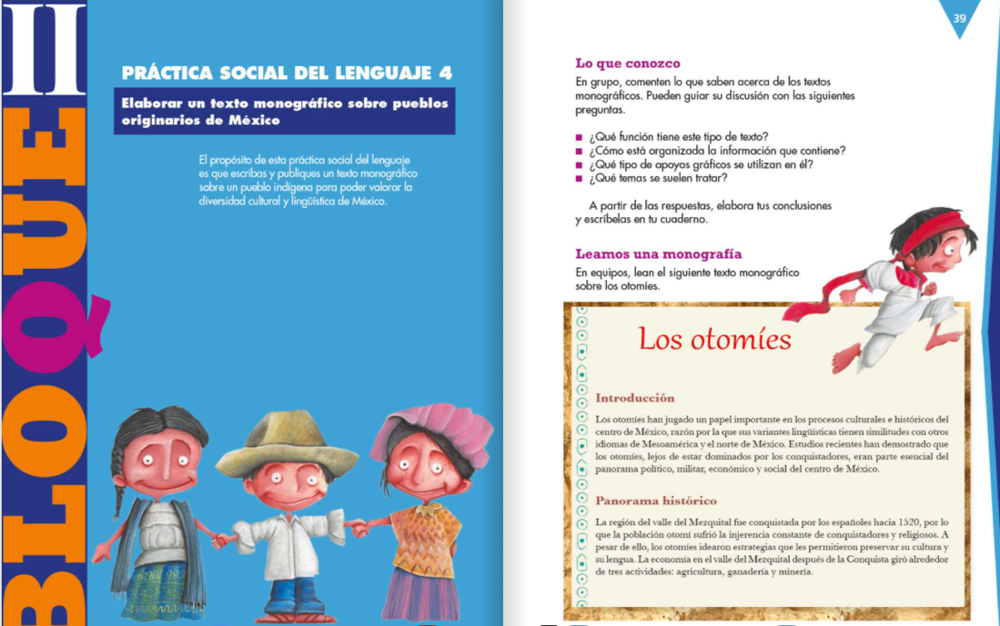 BLOQUE II
PRÁCTICA SOCIAL DEL LENGUAJE 4
Elaborar un texto monográfico sobre pueblos
originarios de México
El propósito de esta práctica social del lenguaje
es que escribas y publiques un texto monográfico
sobre un pueblo indígena para poder valorar la
diversidad cultural y lingüística de México.
39
Lo que conozco
En grupo, comenten lo que saben acerca de los textos
monográficos. Pueden guiar su discusión con las siguientes
preguntas.
■ ¿Qué función tiene este tipo de texto?
■ ¿Cómo está organizada la información que contiene?
■ ¿Qué tipo de apoyos gráficos se utilizan en él?
■ ¿Qué temas se suelen tratar?
A partir de las respuestas, elabora tus conclusiones
y escríbelas en tu cuaderno.
Leamos una monografía
En equipos, lean el siguiente texto monográfico
sobre los otomíes.
Los otomíes
Introducción
Los otomíes han jugado un papel importante en los procesos culturales e históricos del
centro de México, razón por la que sus variantes lingüísticas tienen similitudes con otros
idiomas de Mesoamérica y el norte de México. Estudios recientes han demostrado que
los otomíes, lejos de estar dominados por los conquistadores, eran parte esencial del
panorama político, militar, económico y social del centro de México.
Panorama histórico
La región del valle del Mezquital fue conquistada por los españoles hacia 1520, por lo
que la población otomí sufrió la injerencia constante de conquistadores y religiosos. A
pesar de ello, los otomíes idearon estrategias que les permitieron preservar su cultura y
su lengua. La economía en el valle del Mezquital después de la Conquista giró alrededor
de tres actividades: agricultura, ganadería y minería.